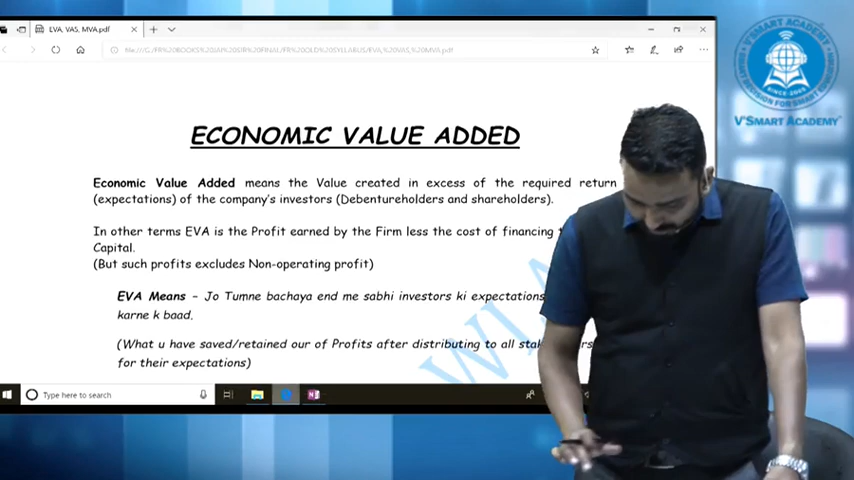 EVA, VAS, MVA.pdf
ECONOMIC VALUE ADDED
Economic Value Added means the Value created in excess of the required return
(expectations) of the company's investors (Debentureholders and shareholders).
In other terms EVA is the Profit earned by the Firm less the cost of financing
Capital.
(But such profits excludes Non-operating profit)
EVA Means - Jo Tumne bachaya end me sabhi investors ki expectations
karne k baad.
(What u have saved/retained our of Profits after distributing to all
for their expectations)
Type here to search
V'SMART ACADEMY
SINCE-2005
V'SMART ACADEMY